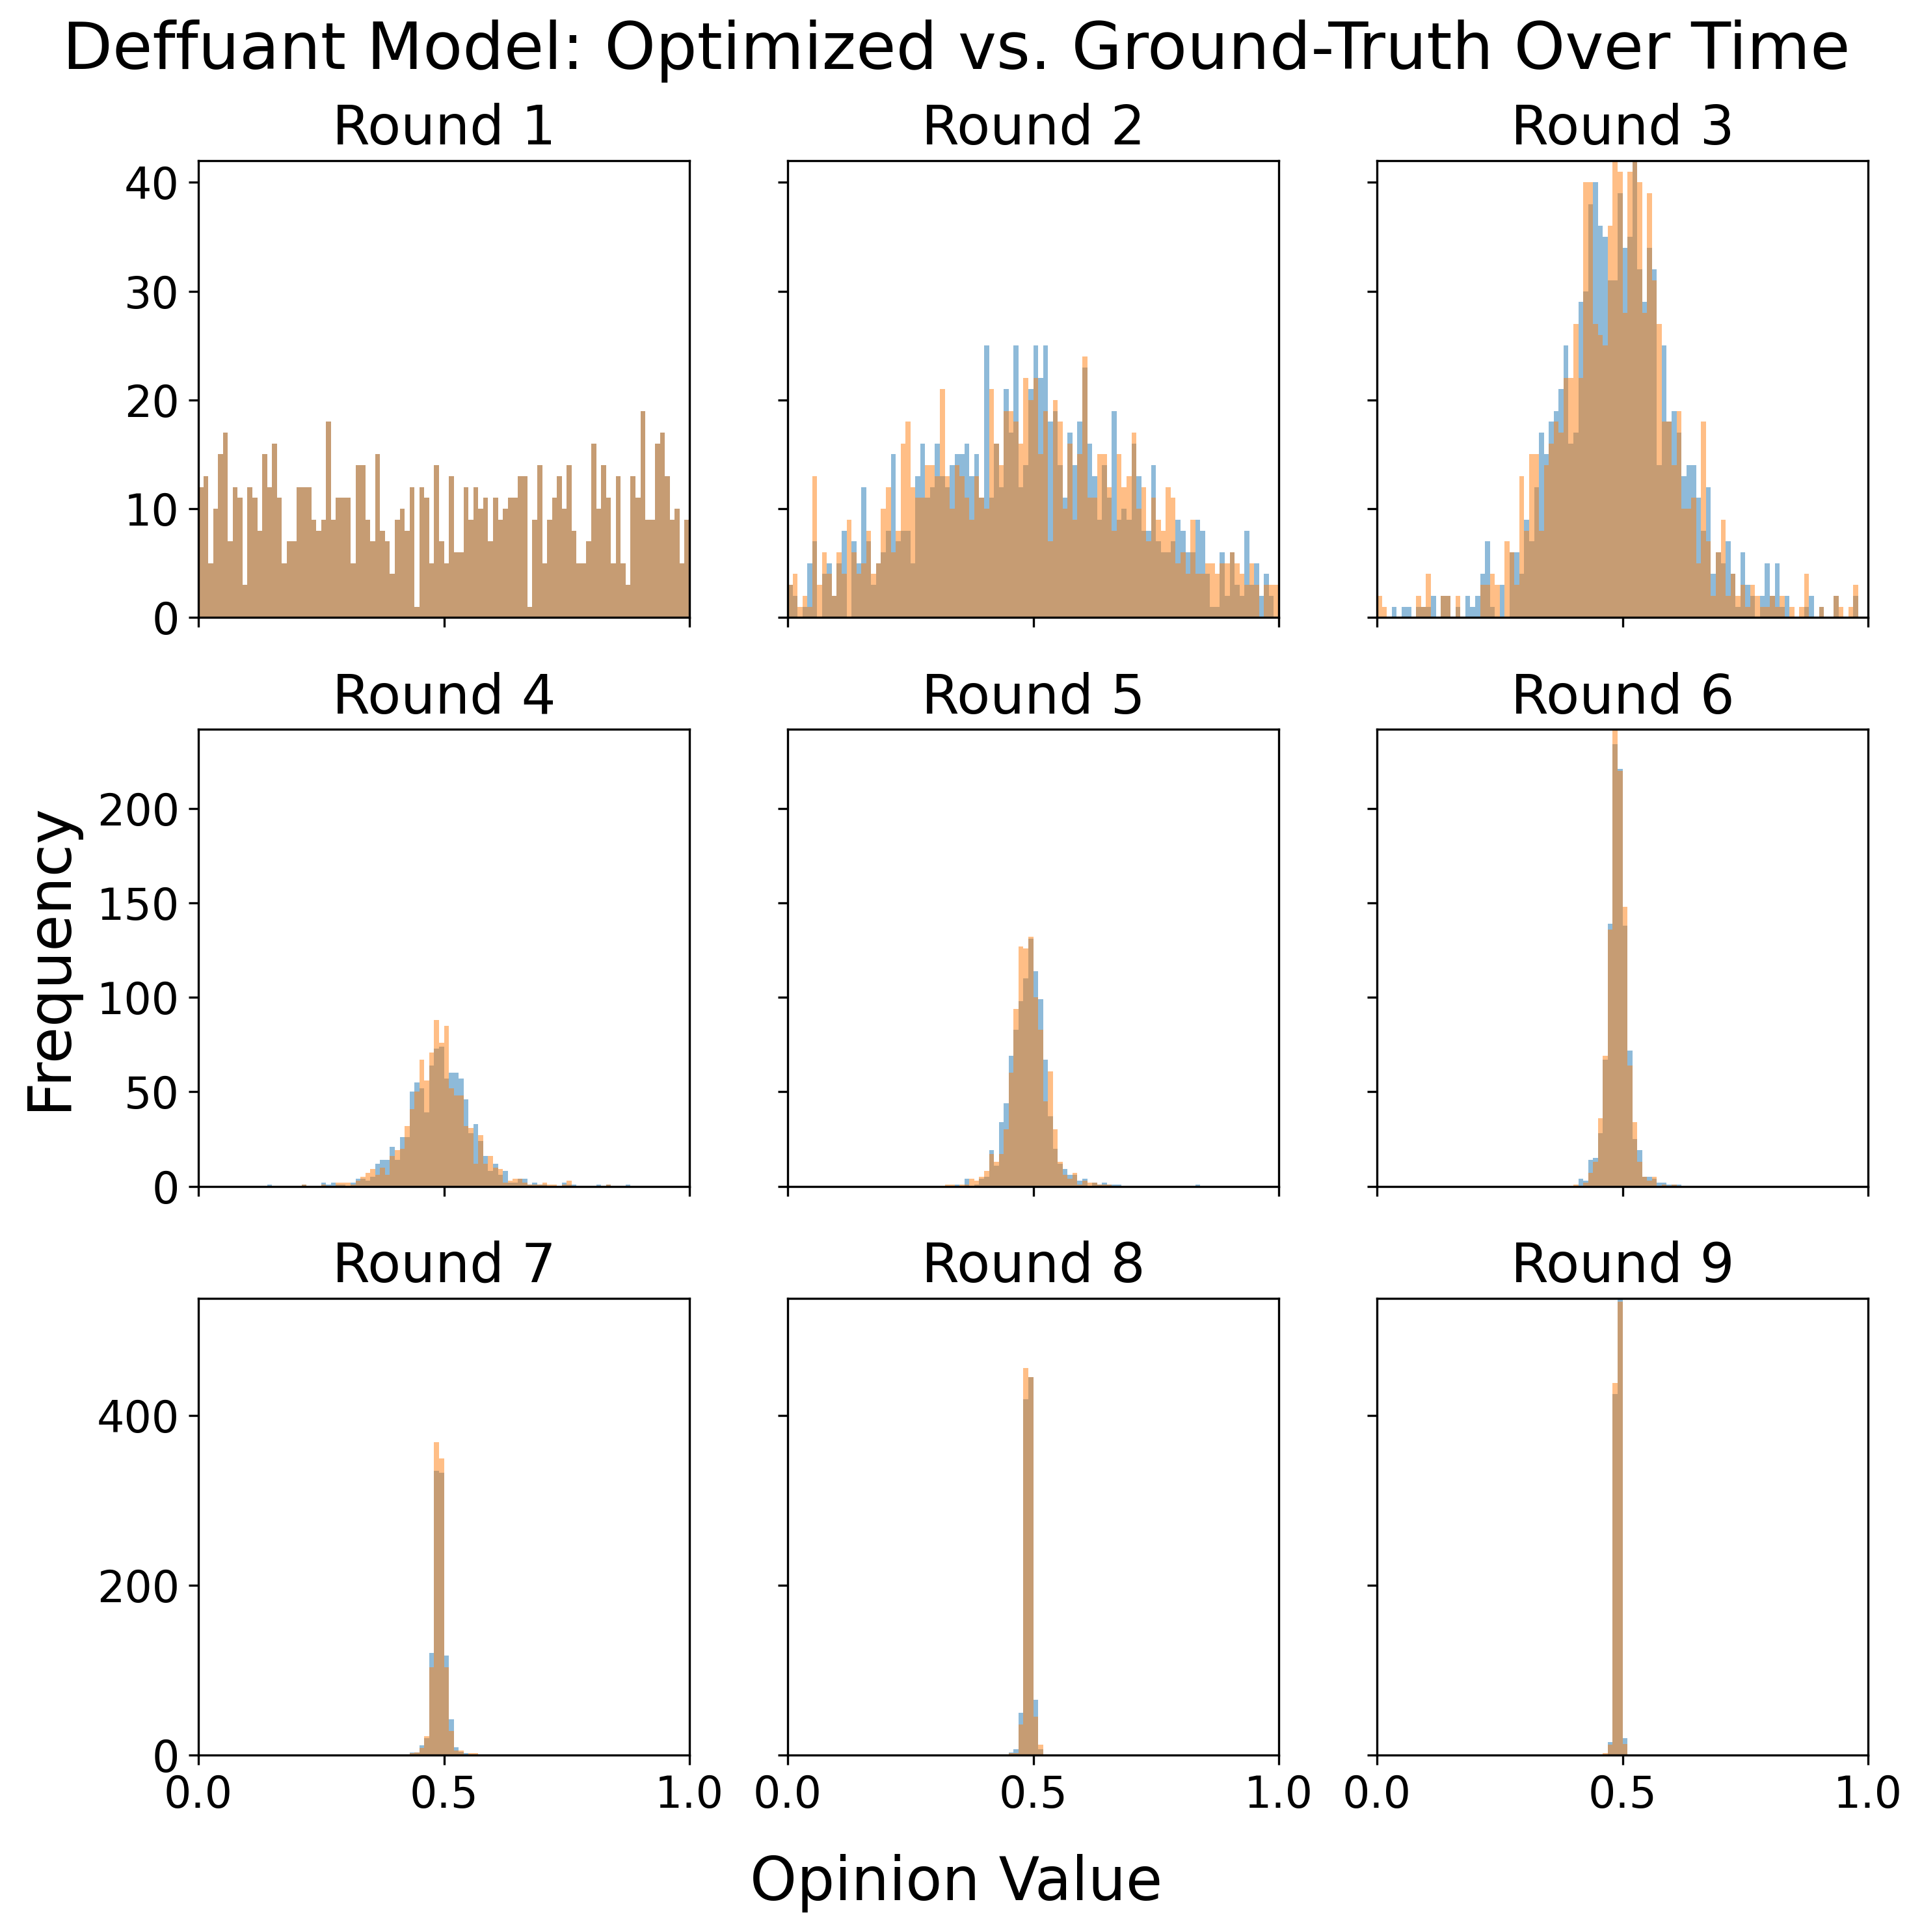 Deffuant Model: Optimized vs. Ground-Truth Over Time
Round 1
Round 2
Round 3
40
30
20
10
0
Round 4
Round 5
Round 6
Frequency
200
150
100
50
0
Round 7
Round 8
Round 9
400
200
0
0.0 0.5 1.0 0.0 0.5 1.0 0.0 0.5 1.0
Opinion Value